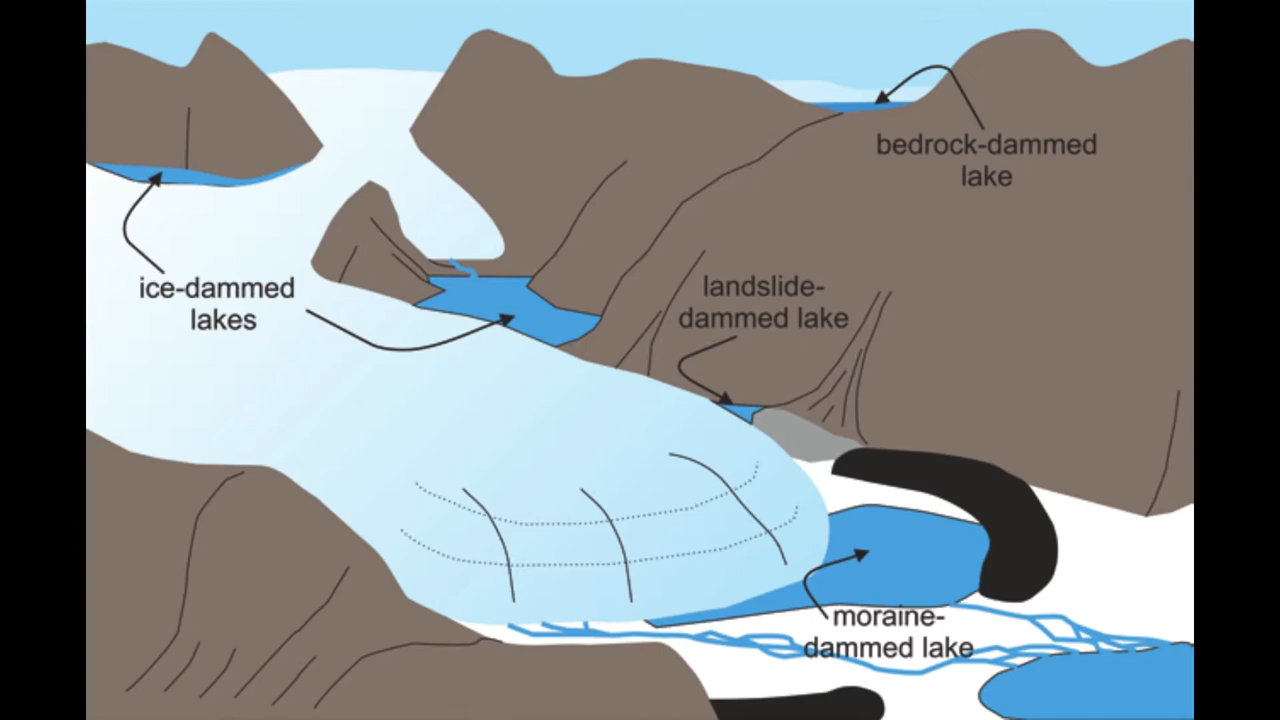 bedrock-dammed
lake
ice-dammed
lakes
landslide-
dammed lake
moraine-
dammed lake